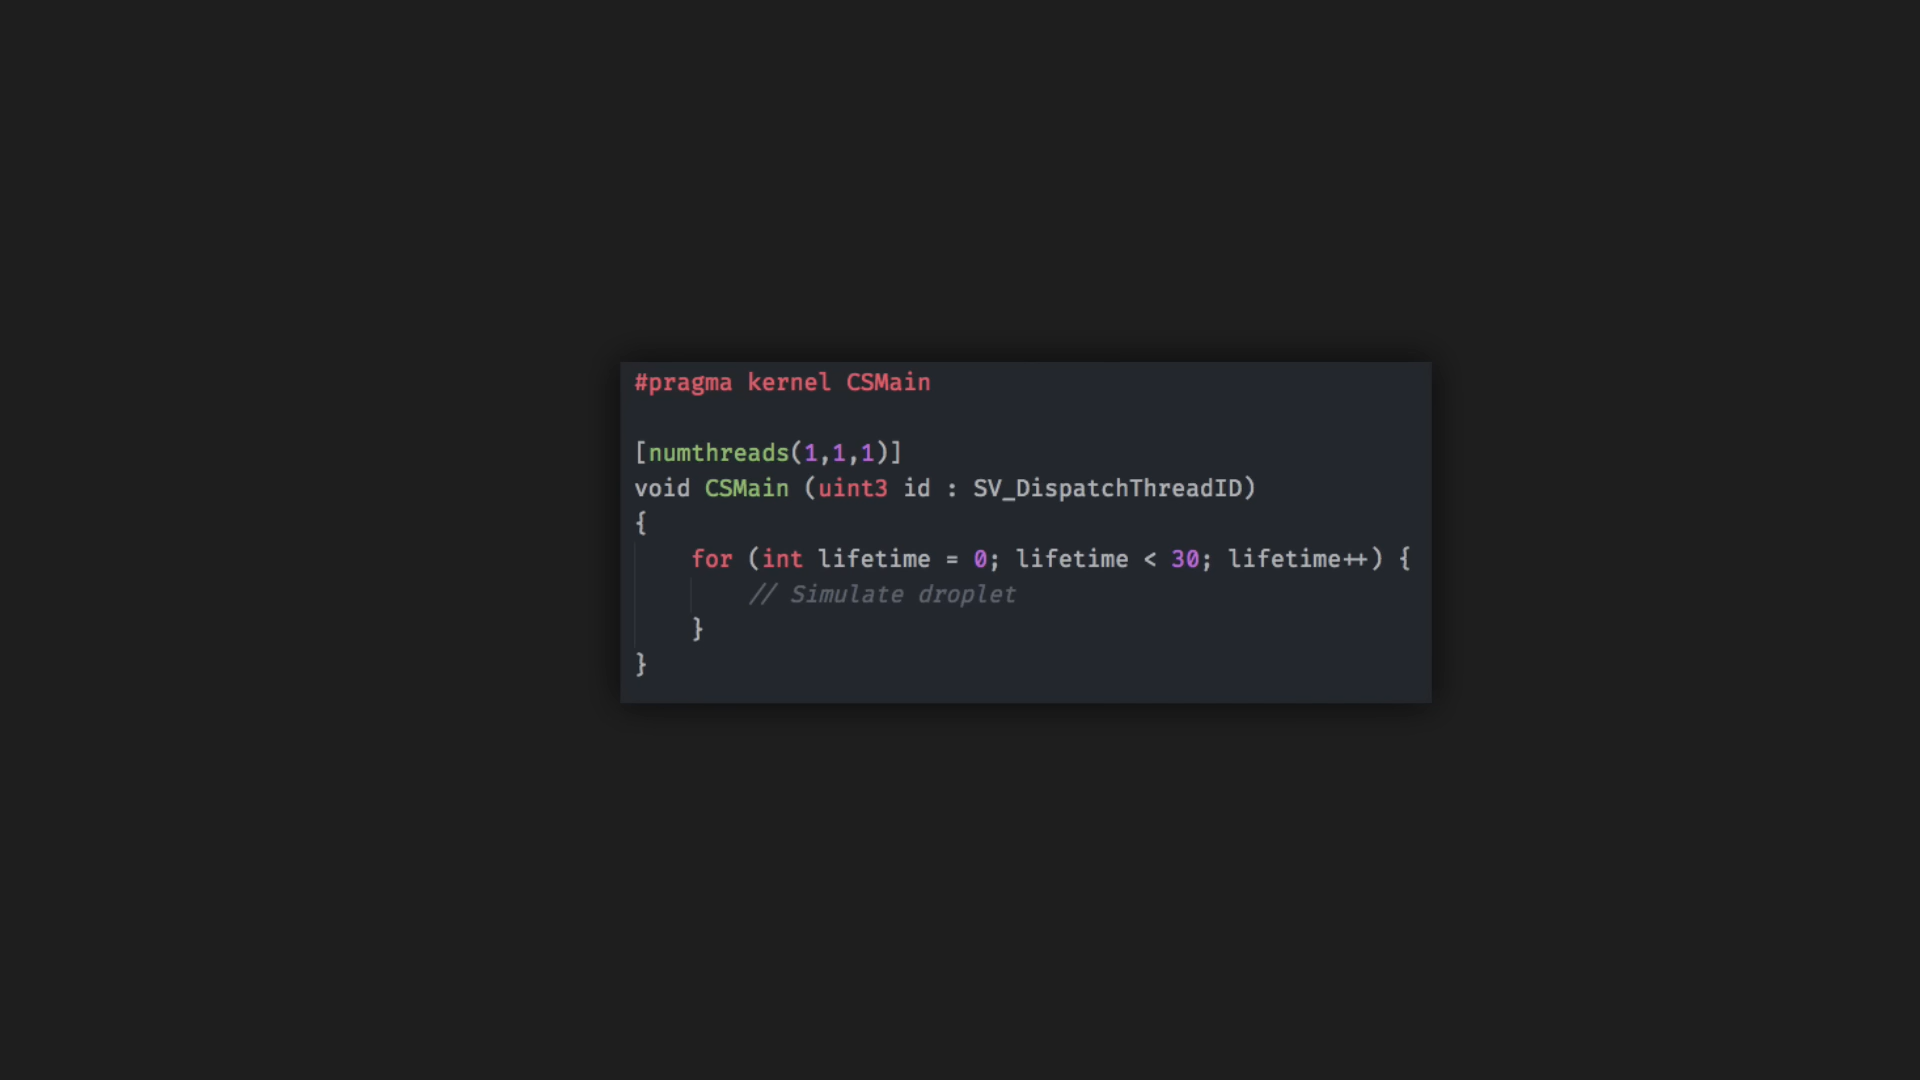 #pragma kernel CSMain
[numthreads(1,1,1)]
void CSMain (uint3 id : SV_DispatchThreadID)
{
for (int lifetime = 0; lifetime < 30; lifetime++) {
// Simulate droplet
}
}